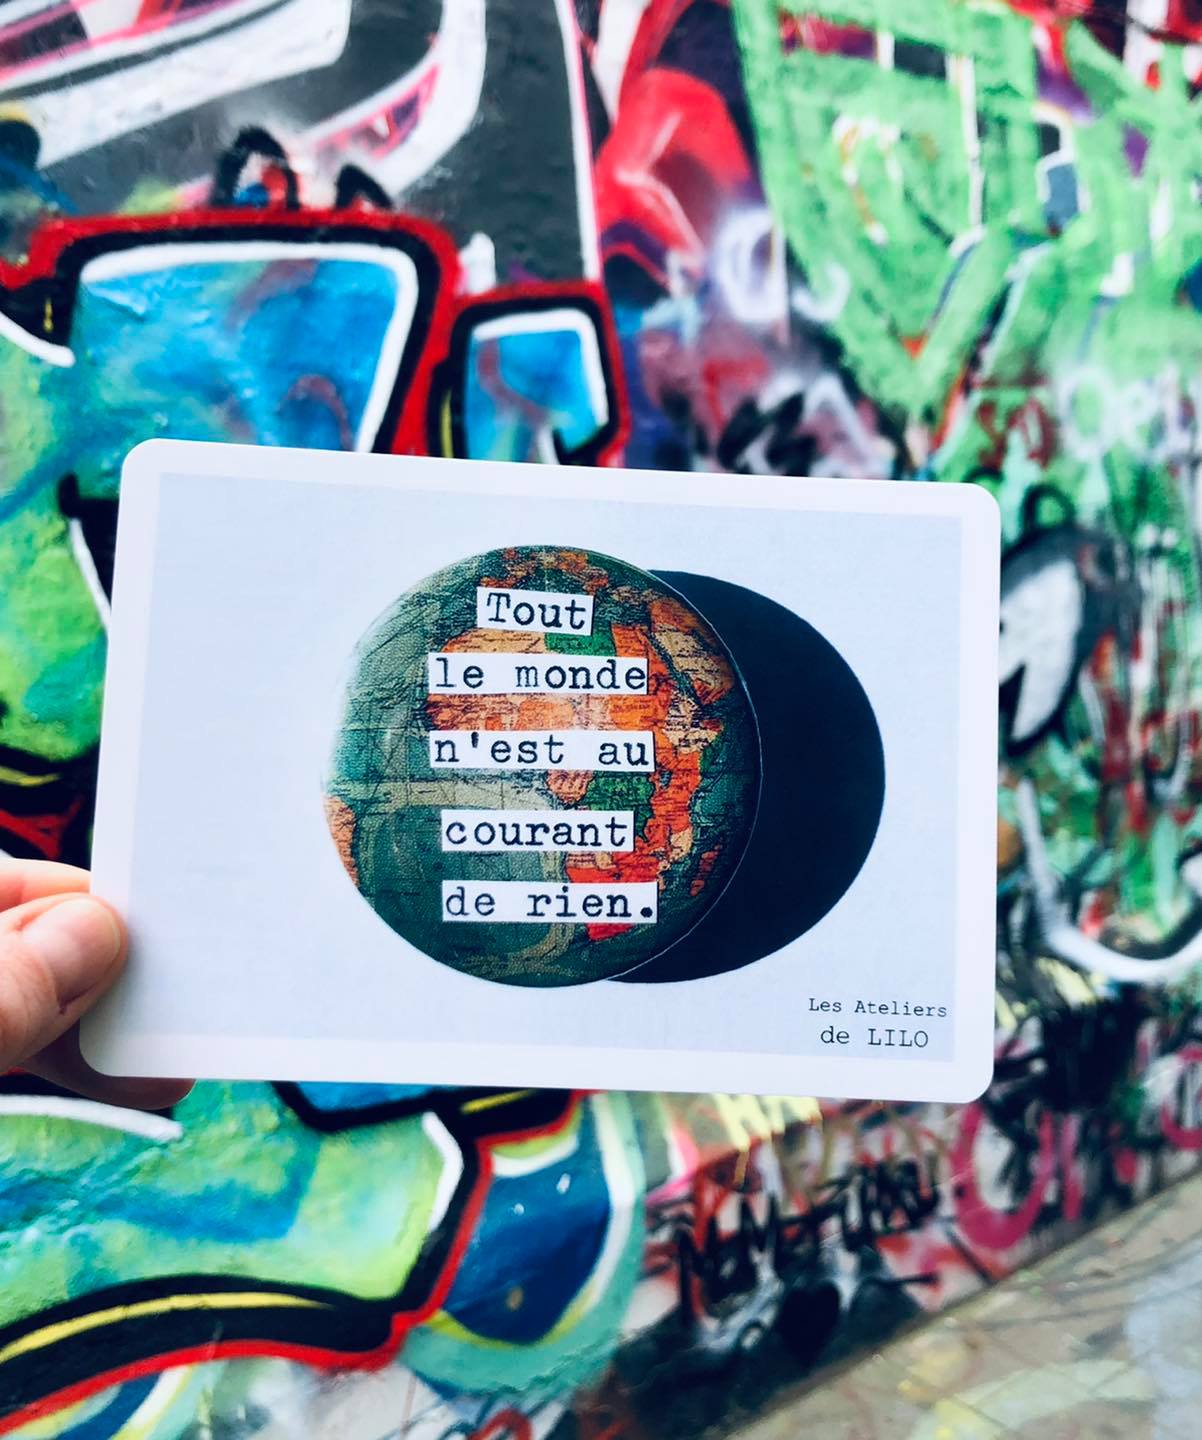 Tout
le monde
n'est au
courant
de rien.
Les Ateliers
de LILO